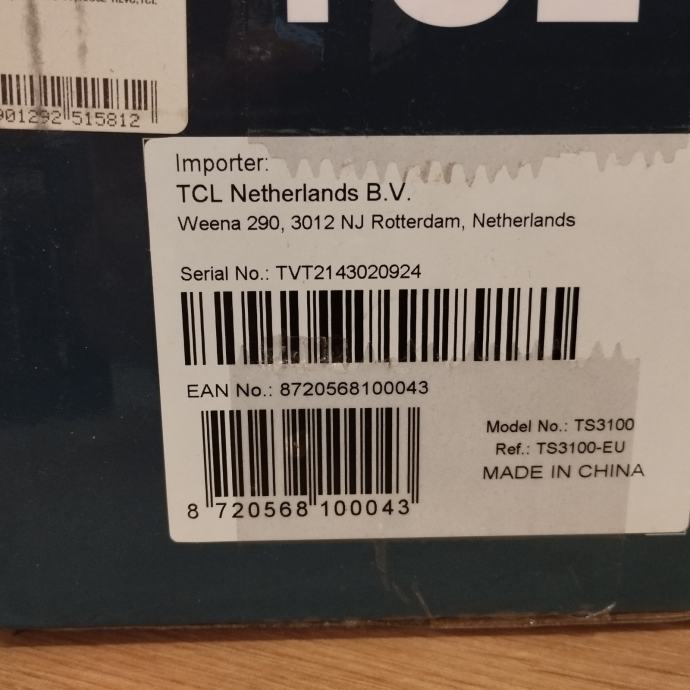 TCL
901292 515812
Importer:
TCL Netherlands B.V.
Weena 290, 3012 NJ Rotterdam, Netherlands
Serial No.: TVT2143020924
EAN No.: 8720568100043
8 720568 100043
Model No.: TS3100
Ref.: TS3100-EU
MADE IN CHINA